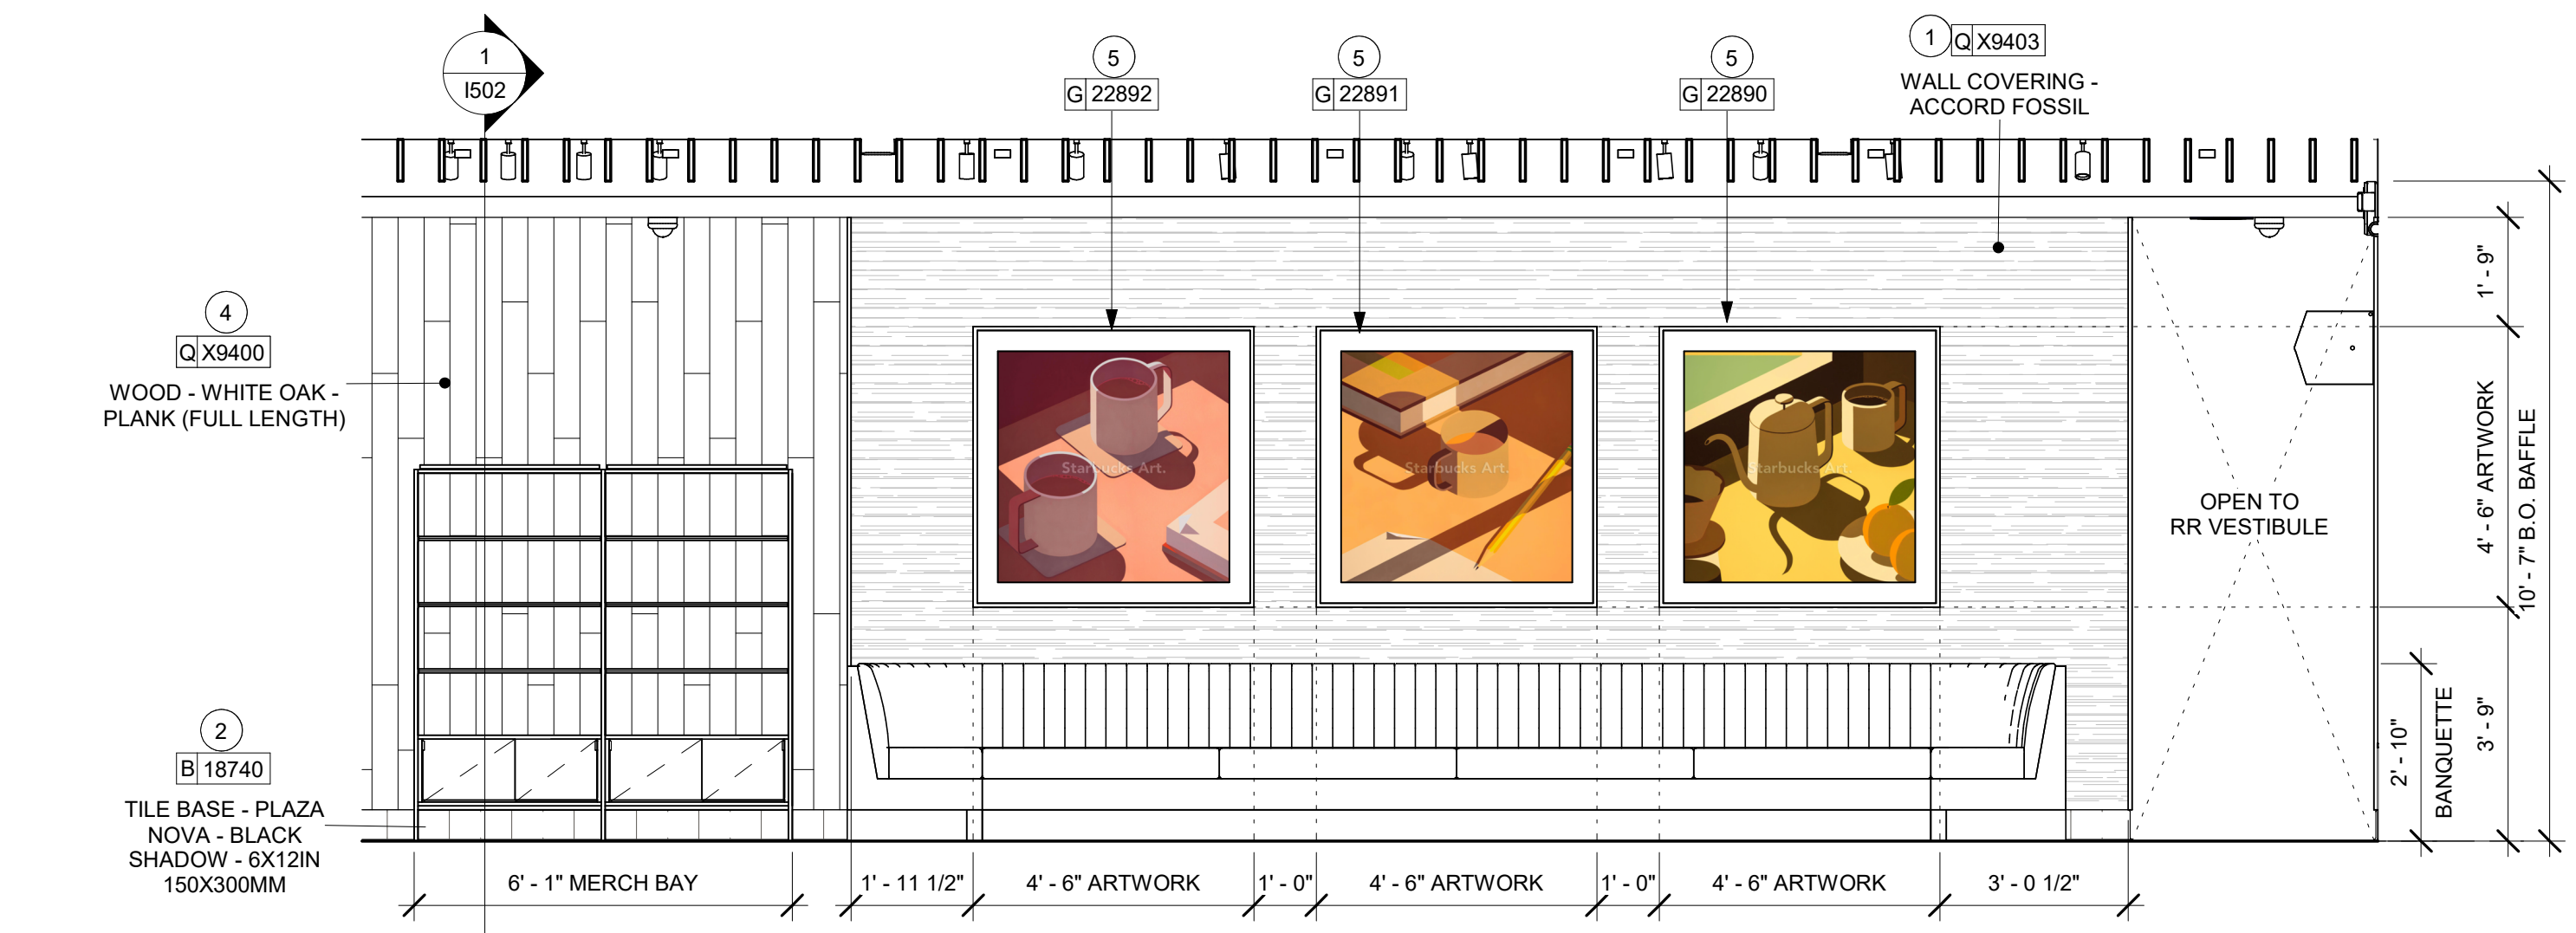 1
I502
5
G 22892
5
G 22891
5
G 22890
1 Q X9403
WALL COVERING -
ACCORD FOSSIL
4
Q X9400
WOOD - WHITE OAK -
PLANK (FULL LENGTH)
Starbucks Art.
Starbucks Art.
Starbucks Art.
OPEN TO
RR VESTIBULE
1' - 9"
4' - 6" ARTWORK
10' - 7" B.O. BAFFLE
3' - 9"
2' - 10"
BANQUETTE
2
B 18740
TILE BASE - PLAZA
NOVA - BLACK
SHADOW - 6X12IN
150X300MM
6' - 1" MERCH BAY
1' - 11 1/2"
4' - 6" ARTWORK
1' - 0"
4' - 6" ARTWORK
1' - 0"
4' - 6" ARTWORK
3' - 0 1/2"